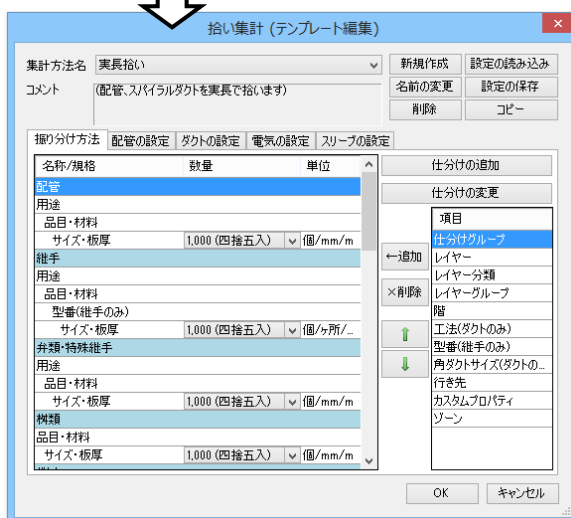 拾い集計 (テンプレート編集)
集計方法名 実長拾い 新規作成 設定の読み込み
コメント (配管、スパイラルダクトを実長で拾います) 名前の変更 設定の保存
削除 コピー
振り分け方法 配管の設定 ダクトの設定 電気の設定 スリーブの設定
名称/規格 数量 単位 仕分けの追加
配管 仕分けの変更
用途
品目・材料 項目
サイズ・板厚 1,000 (四捨五入) 個/mm/m 仕分けグループ
継手 ←追加 レイヤー
用途 レイヤー分類
品目・材料 ×削除 レイヤーグループ
型番(継手のみ) 階
サイズ・板厚 1,000 (四捨五入) 個/ヶ所/... 工法(ダクトのみ)
弁類・特殊継手 型番(継手のみ)
用途 角ダクトサイズ(ダクトの...
品目・材料 行き先
サイズ・板厚 1,000 (四捨五入) 個/mm/m カスタムプロパティ
桝類 ゾーン
品目・材料
サイズ・板厚 1,000 (四捨五入) 個/mm/m
OK キャンセル